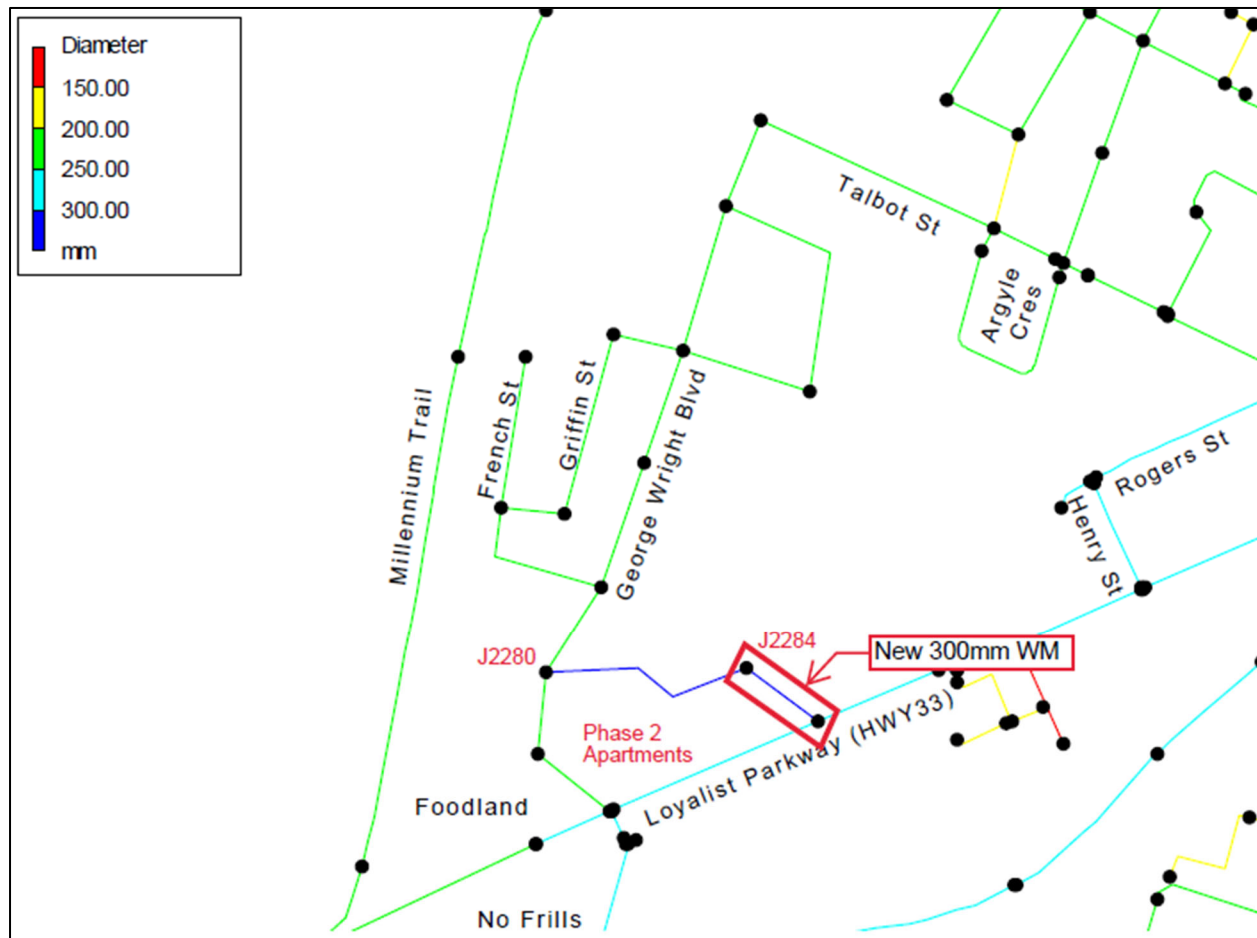 Diameter
150.00
200.00
250.00
300.00
mm
Talbot St
Argyle
Cres
Millennium Trail
French St
Griffin St
George Wright Blvd
Rogers St
Henry St
J2280
J2284
New 300mm WM
Phase 2
Apartments
Loyalist Parkway (HWY33)
Foodland
No Frills